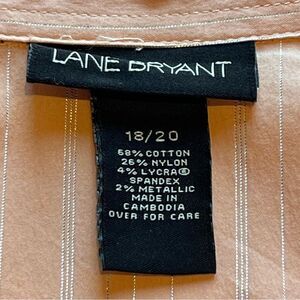 LANE BRYANT
18/20
68% COTTON
26% NYLON
4% LYCRA®
SPANDEX
2% METALLIC
MADE IN
CAMBODIA
OVER FOR CARE